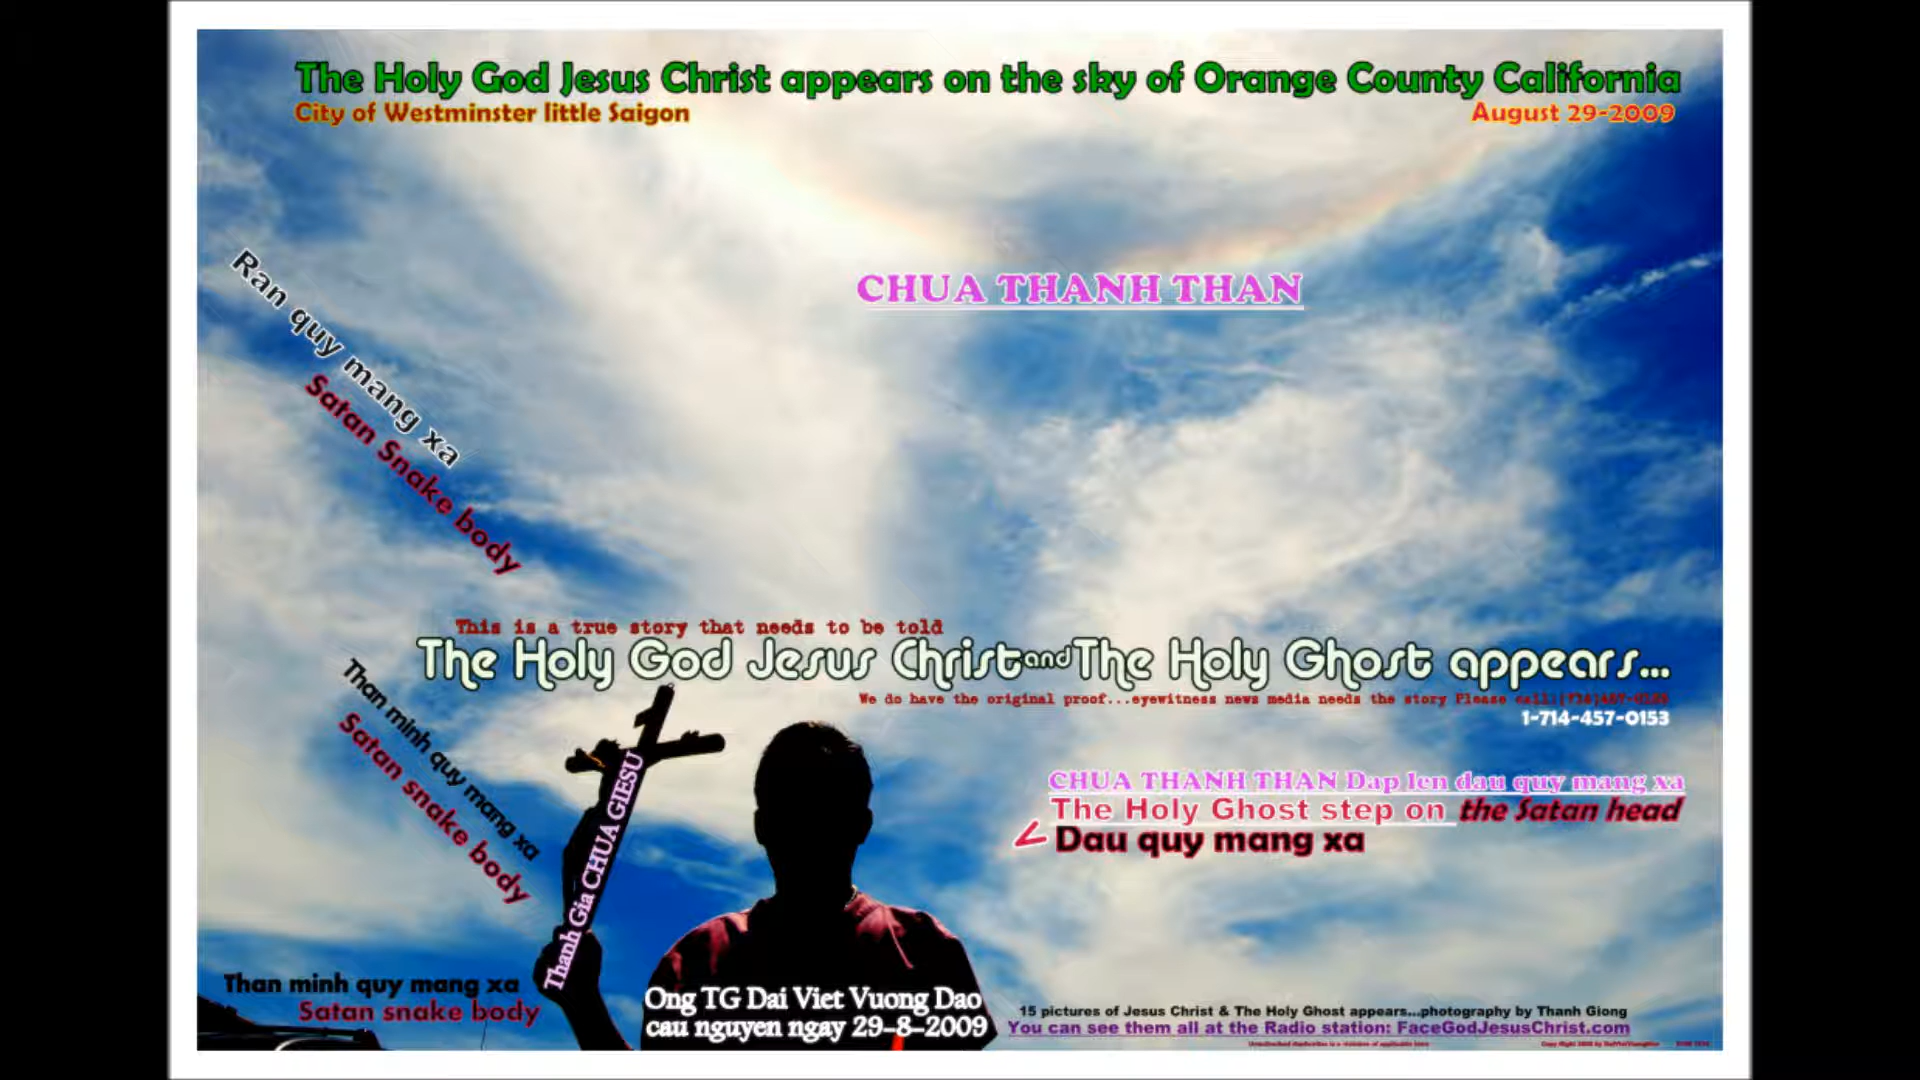 The Holy God Jesus Christ appears on the sky of Orange County California
City of Westminster little Saigon
August 29-2009
CHUA THANH THAN
Ran quy mang xa
Satan Snake body
This is a true story that needs to be told
The Holy God Jesus Christ and The Holy Ghost appears...
We do have the original proof...eyewitness news media needs the story Please
1-714-457-0153
Than minh quy mang xa
Satan snake body
Thanh Gia CHUA GIESU
CHUA THANH THAN Dap len dau quy mang xa
The Holy Ghost step on the Satan head
< Dau quy mang xa
Than minh quy mang xa
Satan snake body
Ong TG Dai Viet Vuong Dao
cau nguyen ngay 29-8-2009
15 pictures of Jesus Christ & The Holy Ghost appears...photography by Thanh Giong
You can see them all at the Radio station: FaceGodJesusChrist.com